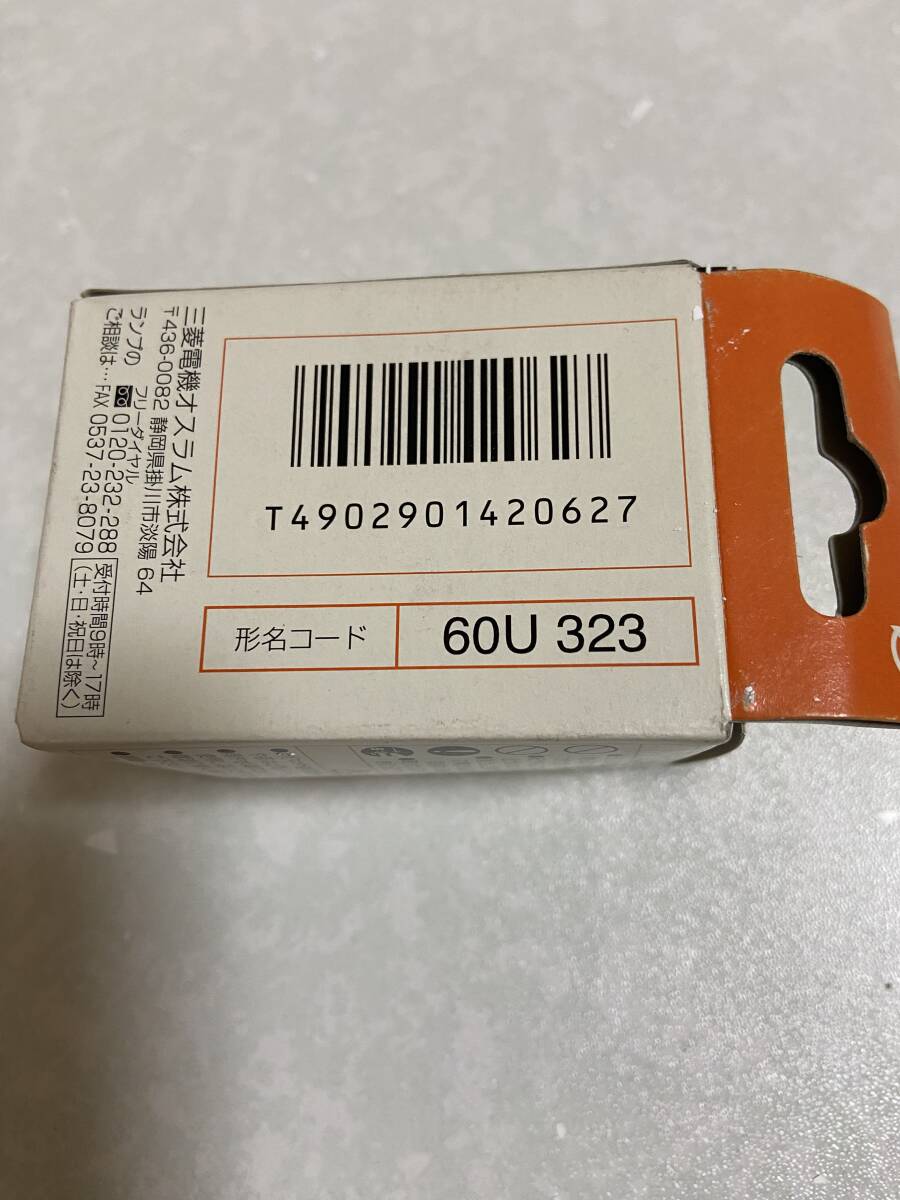 T4902901420627
形名コード
60U 323
三菱電機オスラム株式会社
〒436-0082 静岡県掛川市淡陽 64
ランプの
ご相談は…
フリーダイヤル
0120-232-288
FAX 0537-23-8079
受付時間9時~17時
(土・日・祝日は除く)